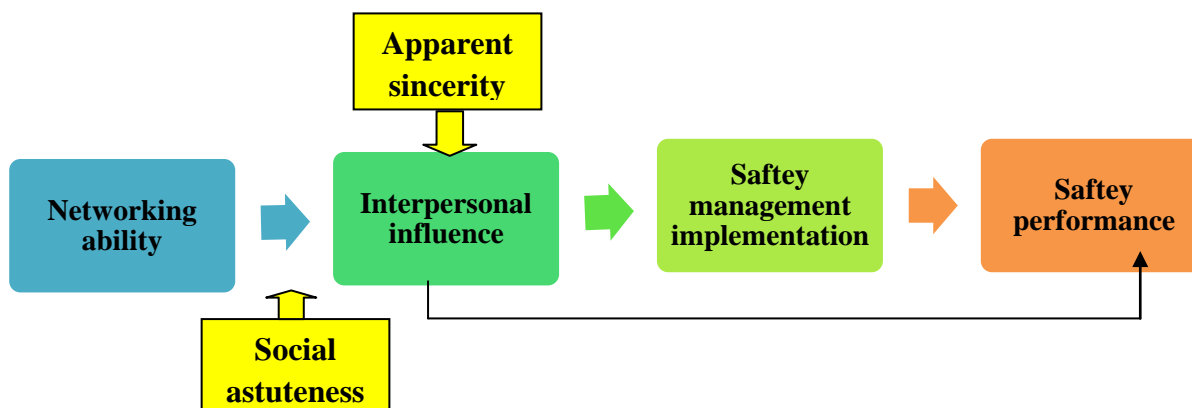 Apparent
sincerity
Networking
ability
Interpersonal
influence
Saftey
management
implementation
Saftey
performance
Social
astuteness